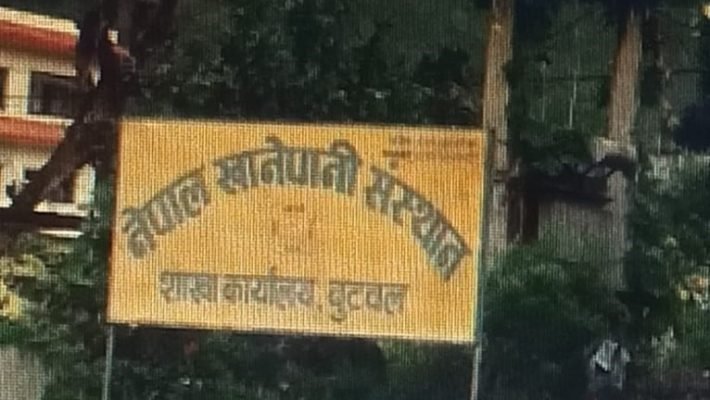 नेपाल खानेपानी संस्थान
शाखा कार्यालय, बुटवल